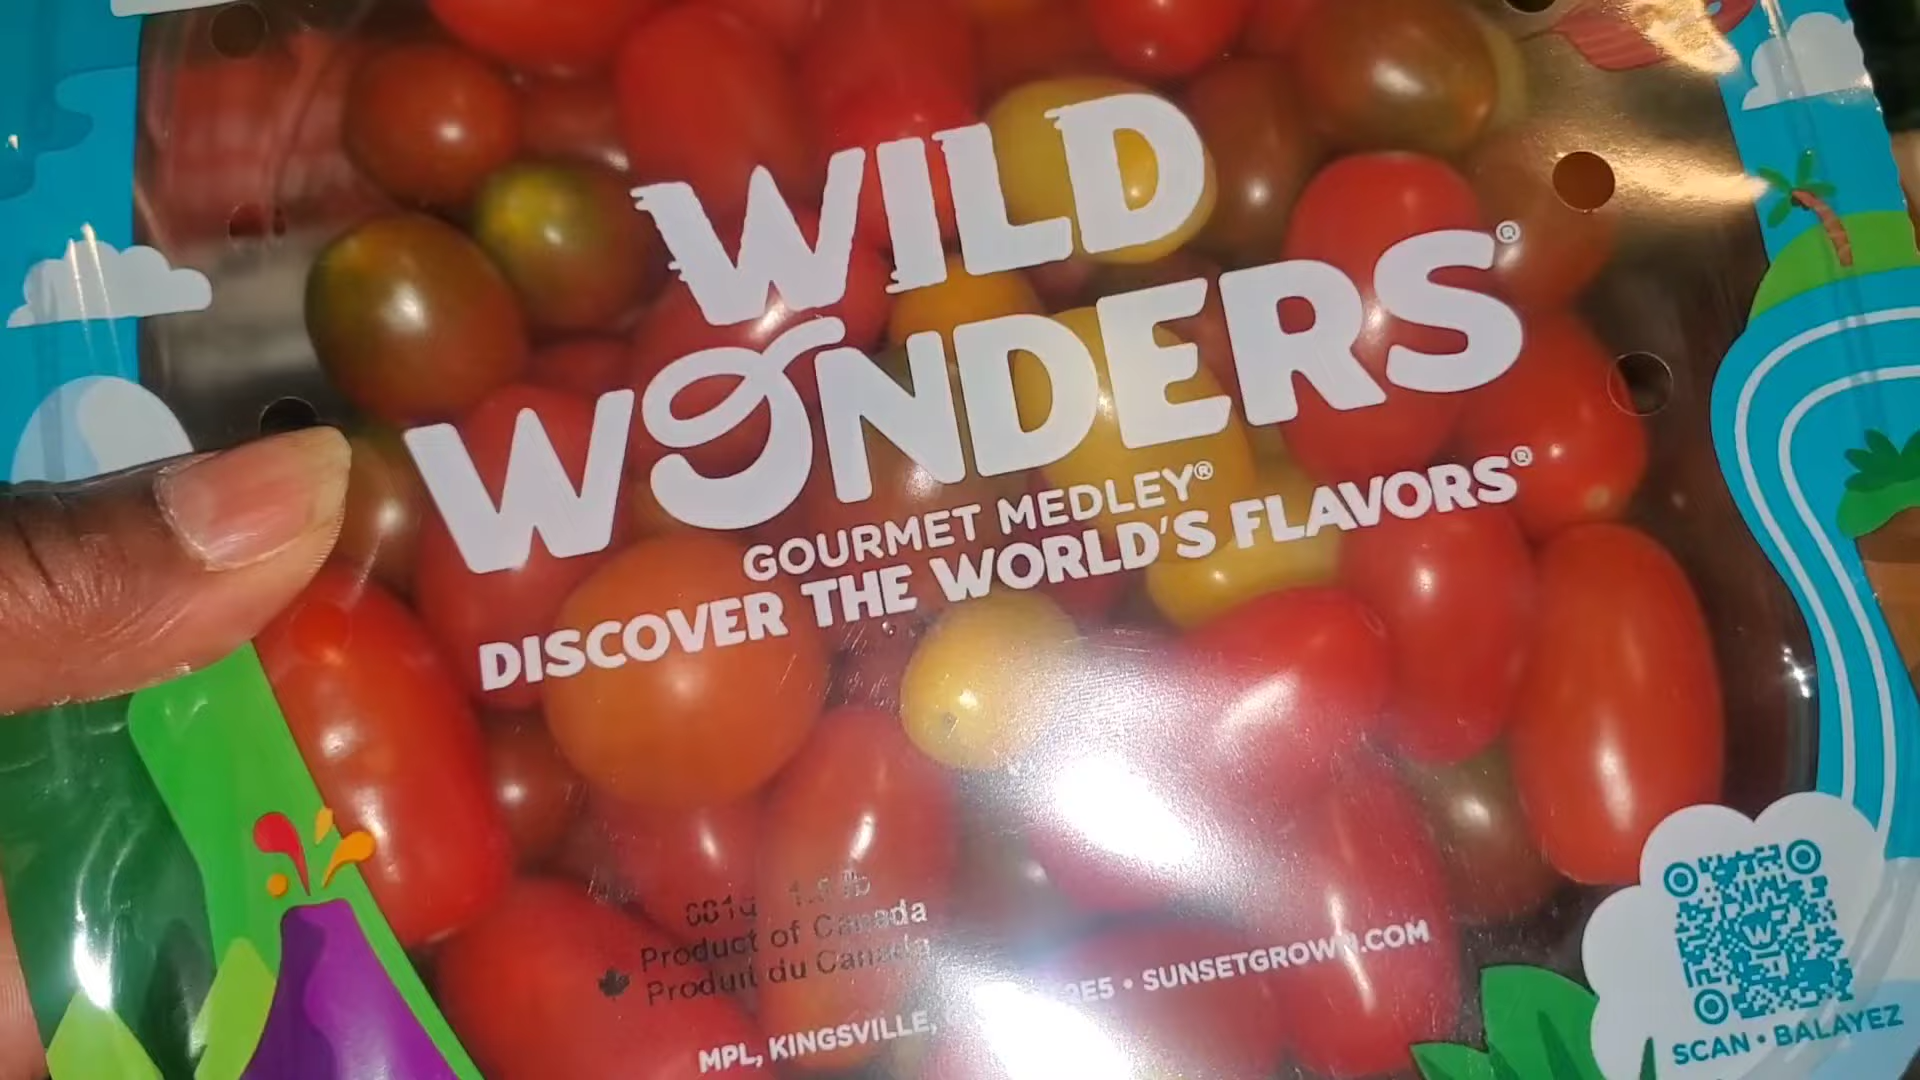 WILD
WONDERS®
GOURMET MEDLEY®
DISCOVER THE WORLD'S FLAVORS®
lb
Product of Canada
Produit du Canada
MPL, KINGSVILLE, • SUNSETGROWN.COM
SCAN • BALAYEZ